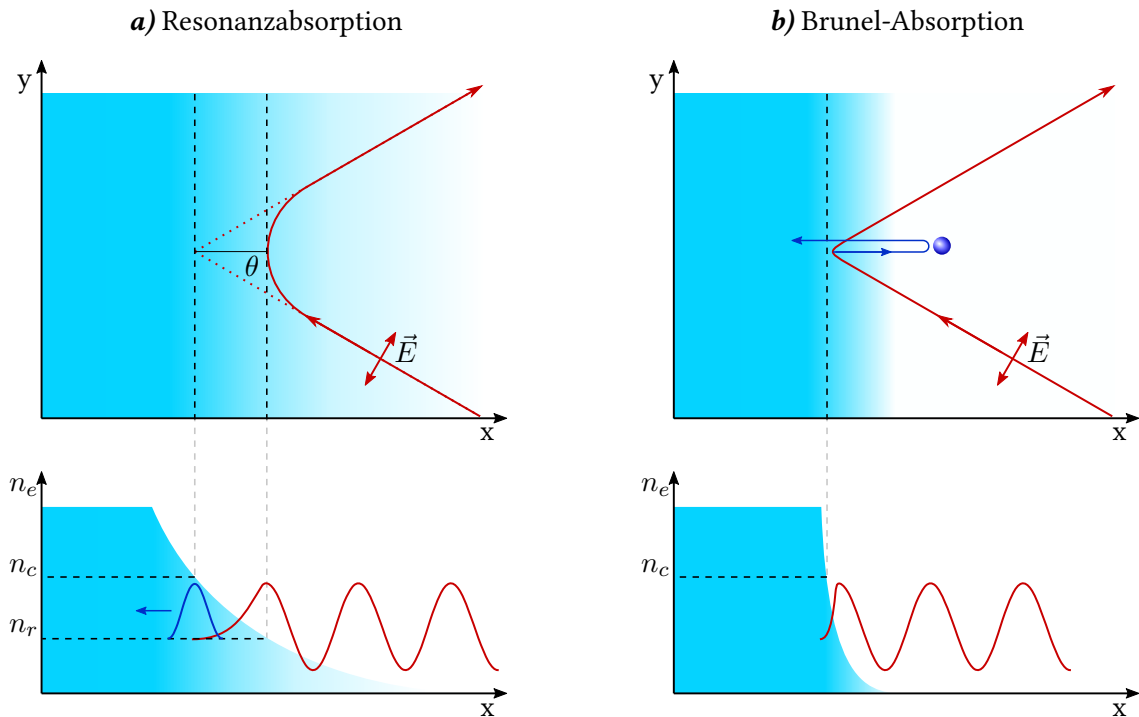 a) Resonanzabsorption
y
θ
E⃗
x
n_e
n_c
n_r
x
b) Brunel-Absorption
y
E⃗
x
n_e
n_c
x